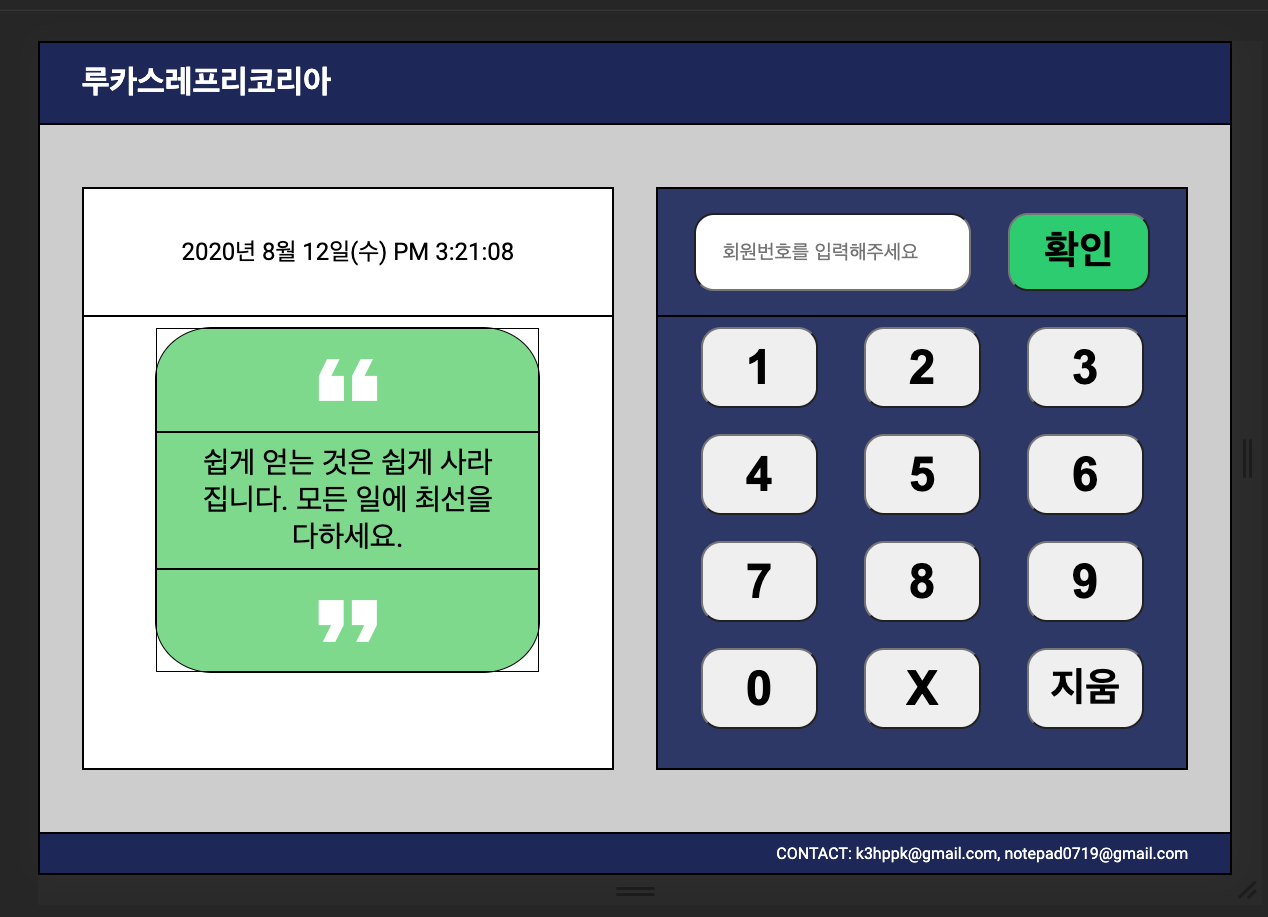 루카스레프리코리아
2020년 8월 12일(수) PM 3:21:08
❝
쉽게 얻는 것은 쉽게 사라
집니다. 모든 일에 최선을
다하세요.
❞
회원번호를 입력해주세요 확인
1 2 3
4 5 6
7 8 9
0 X 지움
CONTACT: k3hppk@gmail.com, notepad0719@gmail.com